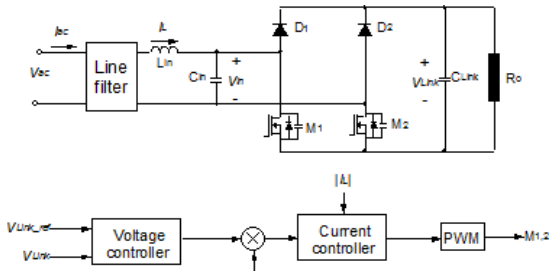 Iac
IL
D1
D2
Vac
Line
filter
Lin
Cin
+
Vin
-
+
VLink
-
CLink
Ro
M1
M2
|IL|
VLink_ref
VLink
Voltage
controller
Current
controller
PWM
M1,2